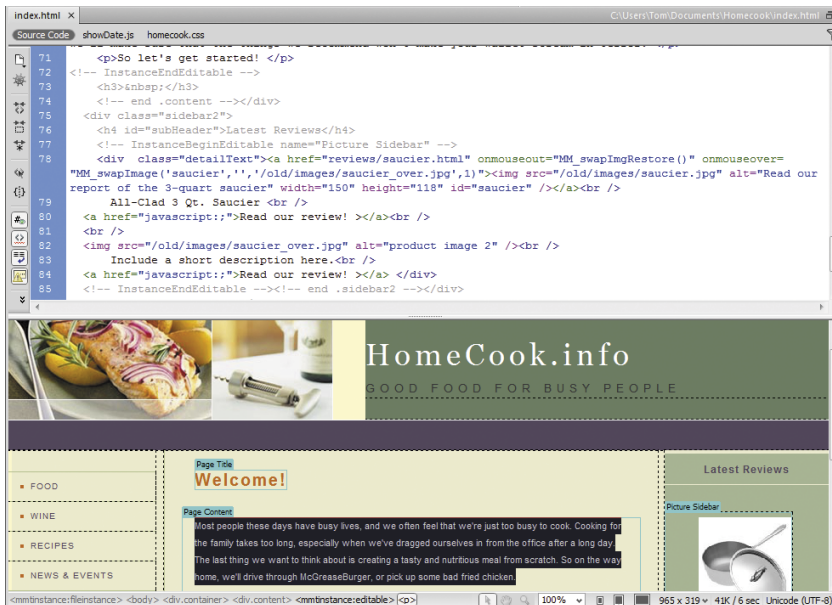 index.html ×
C:\Users\Tom\Documents\Homecook\index.html
Source Code showDate.js homecook.css
71 <p>So let's get started! </p>
72 <!-- InstanceEndEditable -->
73 <h3>&nbsp;</h3>
74 <!-- end .content --></div>
75 <div class="sidebar2">
76 <h4 id="subHeader">Latest Reviews</h4>
77 <!-- InstanceBeginEditable name="Picture Sidebar" -->
78 <div class="detailText"><a href="reviews/saucier.html" onmouseout="MM_swapImgRestore()" onmouseover=
"MM_swapImage('saucier','','/old/images/saucier_over.jpg',1)"><img src="/old/images/saucier.jpg" alt="Read our
report of the 3-quart saucier" width="150" height="118" id="saucier" /></a><br />
79 All-Clad 3 Qt. Saucier <br />
80 <a href="javascript:;">Read our review! ></a><br />
81 <br />
82 <img src="/old/images/saucier_over.jpg" alt="product image 2" /><br />
83 Include a short description here.<br />
84 <a href="javascript:;">Read our review! ></a> </div>
85 <!-- InstanceEndEditable --><!-- end .sidebar2 --></div>
HomeCook.info
GOOD FOOD FOR BUSY PEOPLE
Page Title
Welcome!
Latest Reviews
FOOD
WINE
RECIPES
NEWS & EVENTS
Page Content
Most people these days have busy lives, and we often feel that we're just too busy to cook. Cooking for
the family takes too long, especially when we've dragged ourselves in from the office after a long day.
The last thing we want to think about is creating a tasty and nutritious meal from scratch. So on the way
home, we'll drive through McGreaseBurger, or pick up some bad fried chicken.
Picture Sidebar
<mmtinstance:fileinstance> <body> <div.container> <div.content> <mmtinstance:editable> <p>
100% 965 x 319 41K / 6 sec Unicode (UTF-8)